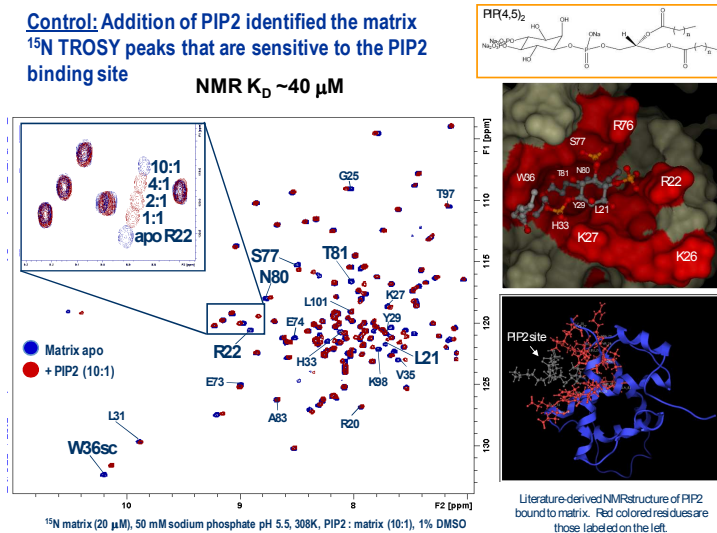 Control: Addition of PIP2 identified the matrix
15N TROSY peaks that are sensitive to the PIP2
binding site
NMR KD ~40 μM
PIP(4,5)2
HO
OH
ONa
O
O
Na2O3PO
Na2O3PO
HO
O
P
O
O
H
O
n
O
n
O
10:1
4:1
2:1
1:1
apo R22
G25
T97
S77
N80
T81
L101
K27
Y29
E74
R22
H33
L21
V35
K98
E73
A83
R20
L31
W36sc
Matrix apo
+ PIP2 (10:1)
F1 [ppm]
110
115
120
125
130
10
9
8
F2 [ppm]
15N matrix (20 μM), 50 mM sodium phosphate pH 5.5, 308K, PIP2 : matrix (10:1), 1% DMSO
R76
S77
W36
T81
N80
R22
Y29
L21
H33
K27
K26
PIP2 site
Literature-derived NMR structure of PIP2
bound to matrix. Red colored residues are
those labeled on the left.